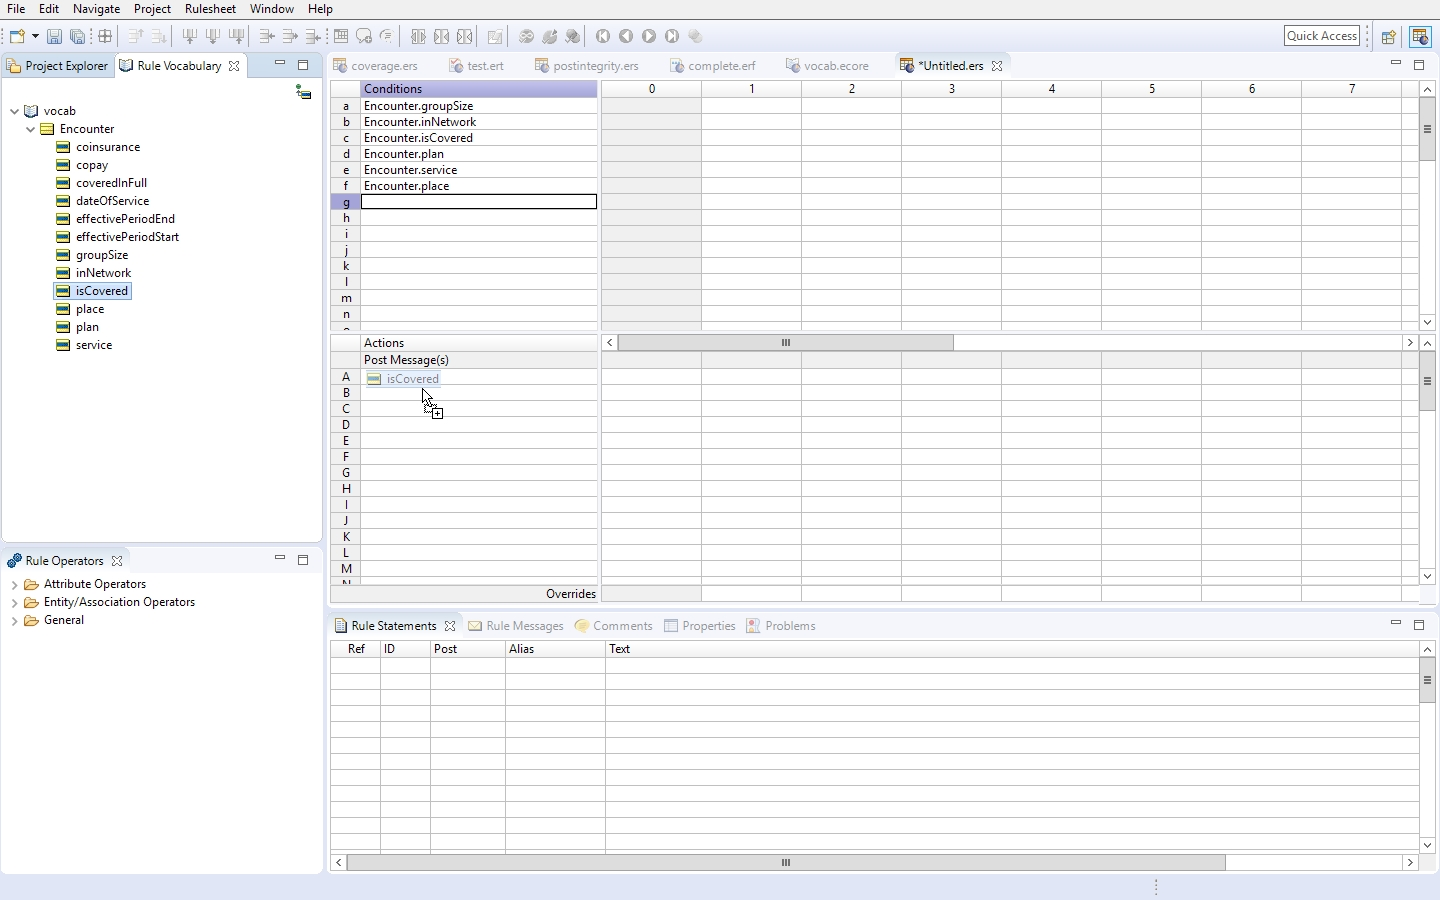 File Edit Navigate Project Rulesheet Window Help
Quick Access
Project Explorer Rule Vocabulary
coverage.ers test.ert postintegrity.ers complete.erf vocab.ecore *Untitled.ers
vocab
Encounter
coinsurance
copay
coveredInFull
dateOfService
effectivePeriodEnd
effectivePeriodStart
groupSize
inNetwork
isCovered
place
plan
service
Conditions 0 1 2 3 4 5 6 7
a Encounter.groupSize
b Encounter.inNetwork
c Encounter.isCovered
d Encounter.plan
e Encounter.service
f Encounter.place
g
h
i
j
k
l
m
n
Actions
Post Message(s)
A isCovered
B
C
D
E
F
G
H
I
J
K
L
M
N
Overrides
Rule Operators
Attribute Operators
Entity/Association Operators
General
Rule Statements Rule Messages Comments Properties Problems
Ref ID Post Alias Text